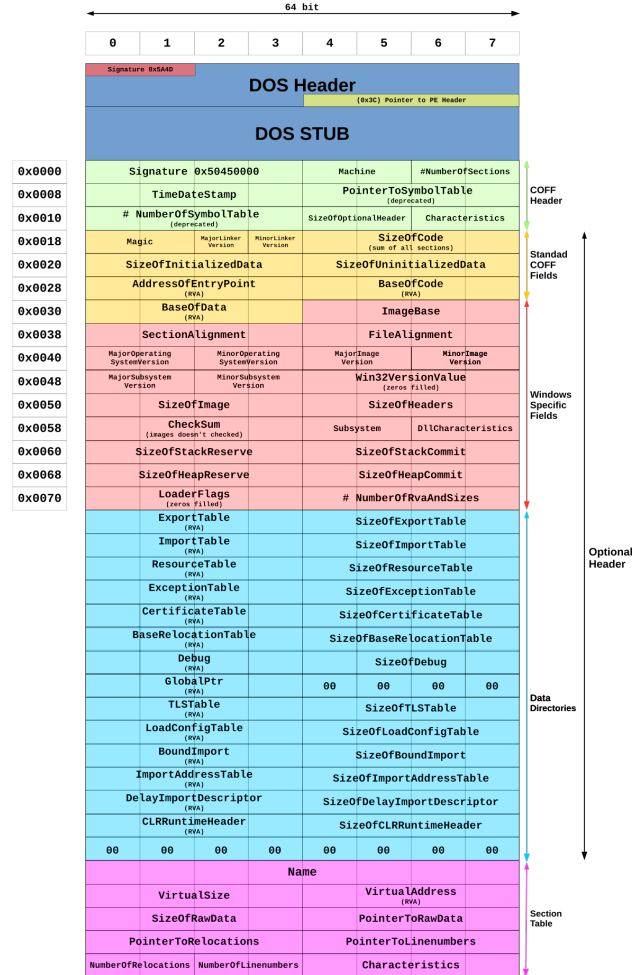 64 bit
0 1 2 3 4 5 6 7
Signature 0x5A4D
DOS Header
(0x3C) Pointer to PE Header
DOS STUB
0x0000 Signature 0x50450000 Machine #NumberOfSections
0x0008 TimeDateStamp PointerToSymbolTable
(deprecated)
COFF
Header
0x0010 # NumberOfSymbolTable SizeOfOptionalHeader Characteristics
(deprecated)
0x0018 Magic MajorLinker MinorLinker SizeOfCode
Version Version (sum of all sections)
0x0020 SizeOfInitializedData SizeOfUninitializedData
Standad
COFF
Fields
0x0028 AddressOfEntryPoint BaseOfCode
(RVA) (RVA)
0x0030 BaseOfData ImageBase
(RVA)
0x0038 SectionAlignment FileAlignment
0x0040 MajorOperating MinorOperating MajorImage MinorImage
SystemVersion SystemVersion Version Version
0x0048 MajorSubsystem MinorSubsystem Win32VersionValue
Version Version (zeros filled)
0x0050 SizeOfImage SizeOfHeaders
Windows
Specific
Fields
0x0058 CheckSum Subsystem DllCharacteristics
(images doesn't checked)
0x0060 SizeOfStackReserve SizeOfStackCommit
0x0068 SizeOfHeapReserve SizeOfHeapCommit
0x0070 LoaderFlags # NumberOfRvaAndSizes
(zeros filled)
ExportTable SizeOfExportTable
(RVA)
ImportTable SizeOfImportTable
(RVA)
Optional
Header
ResourceTable SizeOfResourceTable
(RVA)
ExceptionTable SizeOfExceptionTable
(RVA)
CertificateTable SizeOfCertificateTable
(RVA)
BaseRelocationTable SizeOfBaseRelocationTable
(RVA)
Debug SizeOfDebug
(RVA)
GlobalPtr 00 00 00 00
(RVA)
TLSTable SizeOfTLSTable
(RVA)
Data
Directories
LoadConfigTable SizeOfLoadConfigTable
(RVA)
BoundImport SizeOfBoundImport
(RVA)
ImportAddressTable SizeOfImportAddressTable
(RVA)
DelayImportDescriptor SizeOfDelayImportDescriptor
(RVA)
CLRRuntimeHeader SizeOfCLRRuntimeHeader
(RVA)
00 00 00 00 00 00 00 00
Name
VirtualSize VirtualAddress
(RVA)
SizeOfRawData PointerToRawData
Section
Table
PointerToRelocations PointerToLinenumbers
NumberOfRelocations NumberOfLinenumbers Characteristics